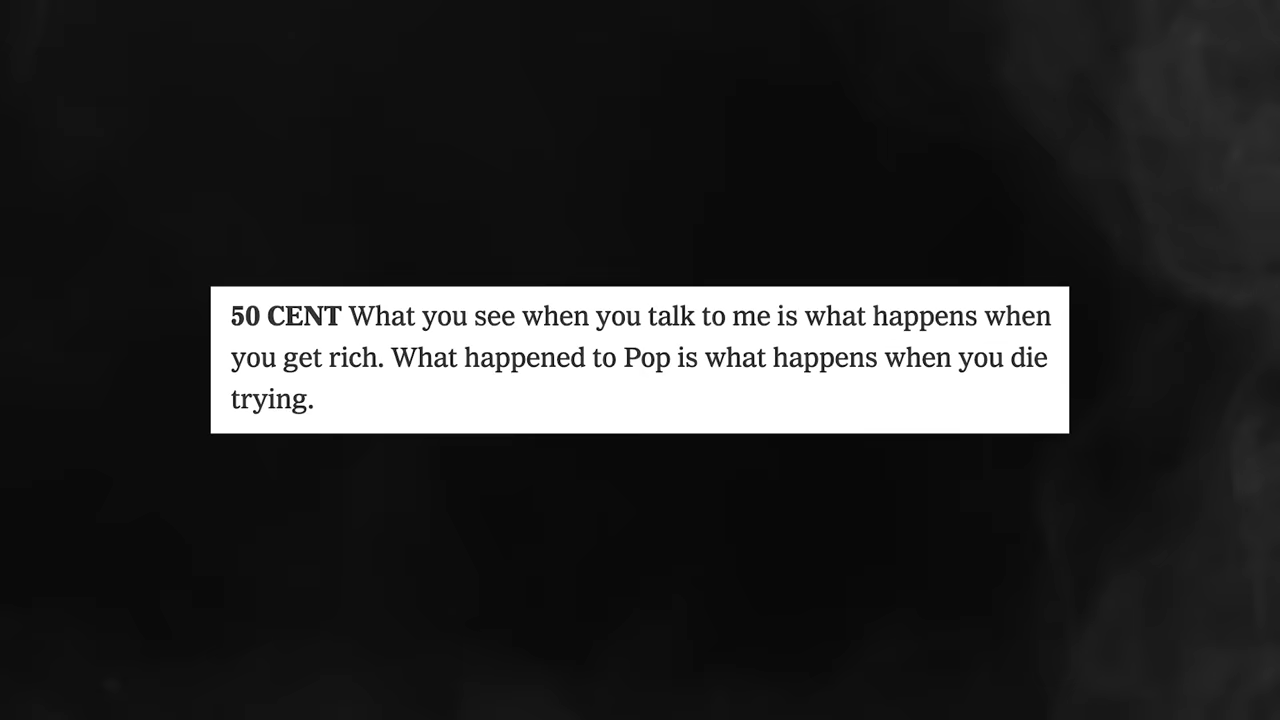 50 CENT What you see when you talk to me is what happens when
you get rich. What happened to Pop is what happens when you die
trying.